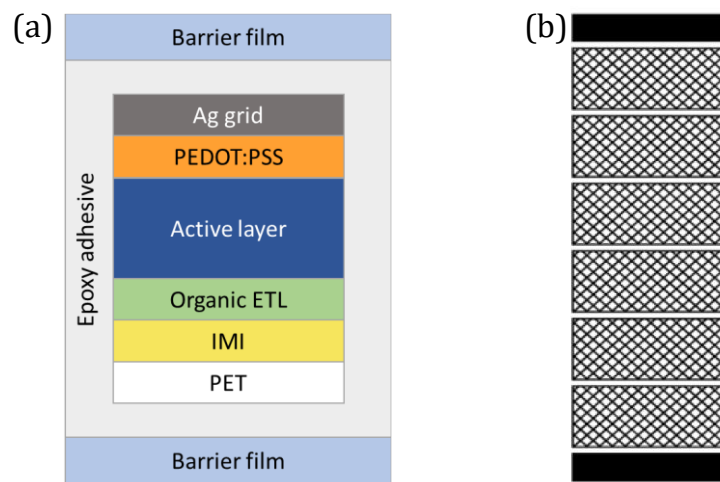 (a)
Barrier film
Ag grid
PEDOT:PSS
Active layer
Organic ETL
IMI
PET
Epoxy adhesive
Barrier film
(b)